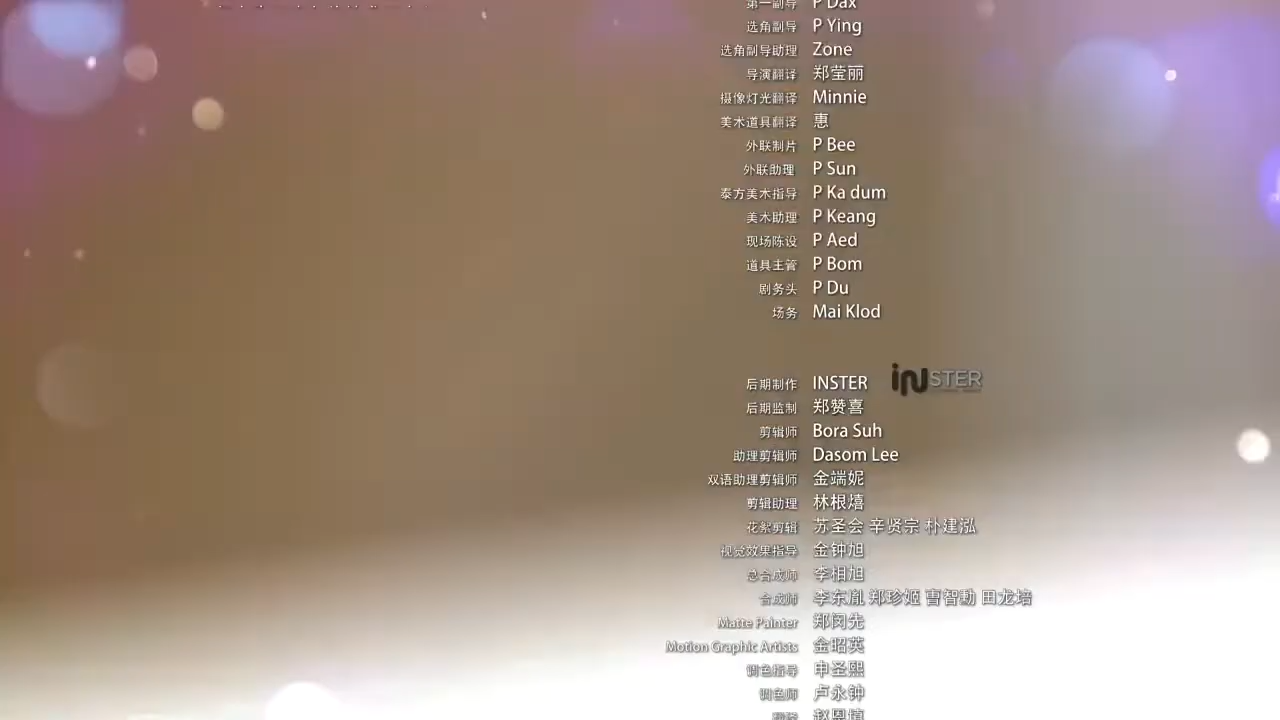 第一副导 P Dax
选角副导 P Ying
选角副导助理 Zone
导演翻译 郑莹丽
摄像灯光翻译 Minnie
美术道具翻译 惠
外联制片 P Bee
外联助理 P Sun
泰方美术指导 P Ka dum
美术助理 P Keang
现场陈设 P Aed
道具主管 P Bom
剧务头 P Du
场务 Mai Klod
后期制作 INSTER INSTER
后期监制 郑赞喜
剪辑师 Bora Suh
助理剪辑师 Dasom Lee
双语助理剪辑师 金端妮
剪辑助理 林根熺
花絮剪辑 苏圣会 辛贤宗 朴建泓
视觉效果指导 金钟旭
总合成师 李相旭
合成师 李东胤 郑珍姬 曹智勳 田龙培
Matte Painter 郑闵先
Motion Graphic Artists 金昭英
调色指导 申圣熙
调色师 卢永钟